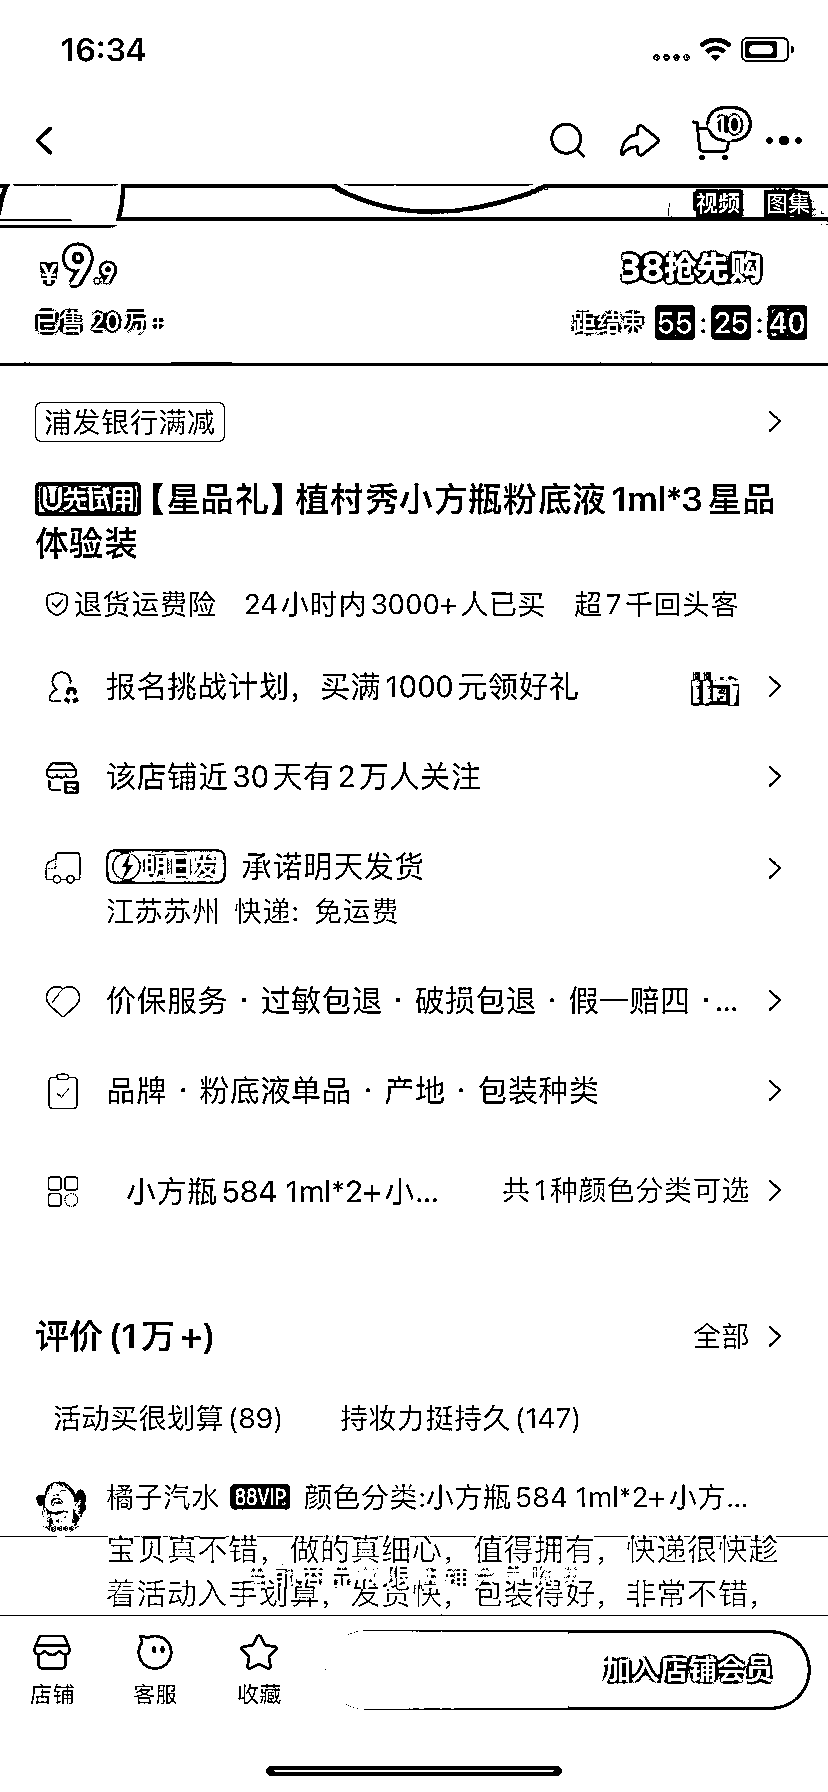 16:34
10
视频 图集
¥9.9
38抢先购
已售 20万+
距结束 55:25:40
浦发银行满减
U先试用【星品礼】植村秀小方瓶粉底液1ml*3星品
体验装
退货运费险 24小时内3000+人已买 超7千回头客
报名挑战计划，买满1000元领好礼
该店铺近30天有2万人关注
明日发 承诺明天发货
江苏苏州 快递：免运费
价保服务 · 过敏包退 · 破损包退 · 假一赔四 ·...
品牌 · 粉底液单品 · 产地 · 包装种类
小方瓶584 1ml*2+小... 共1种颜色分类可选
评价 (1万+) 全部
活动买很划算(89) 持妆力挺持久(147)
橘子汽水 88VIP 颜色分类:小方瓶584 1ml*2+小方...
宝贝真不错，做的真细心，值得拥有，快递很快趁
着活动入手划算，发货快，包装得好，非常不错，
店铺 客服 收藏 加入店铺会员